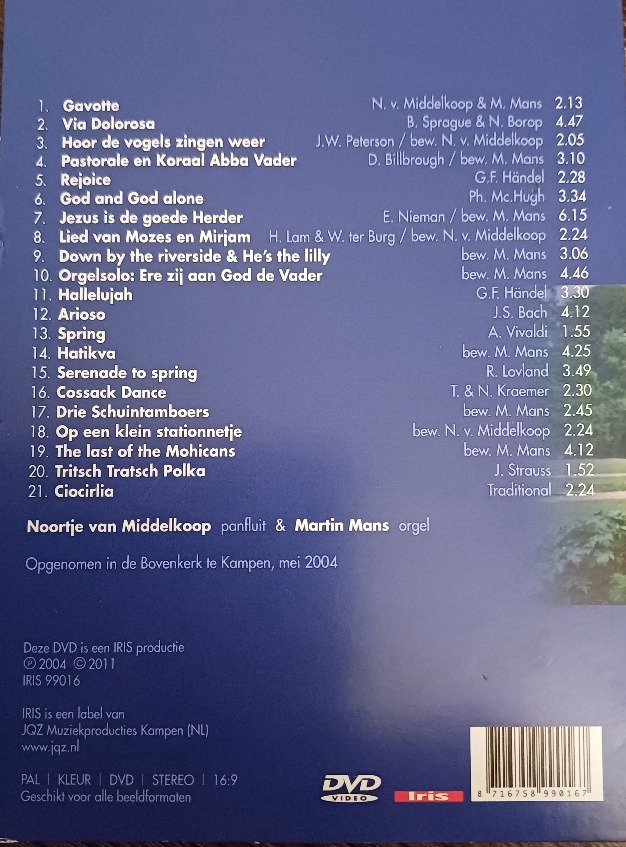 1. Gavotte N. v. Middelkoop & M. Mans 2.13
2. Via Dolorosa B. Sprague & N. Borop 4.47
3. Hoor de vogels zingen weer J.W. Peterson / bew. N. v. Middelkoop 2.05
4. Pastorale en Koraal Abba Vader D. Billbrough / bew. M. Mans 3.10
5. Rejoice G.F. Händel 2.28
6. God and God alone Ph. Mc.Hugh 3.34
7. Jezus is de goede Herder E. Nieman / bew. M. Mans 6.15
8. Lied van Mozes en Mirjam H. Lam & W. ter Burg / bew. N. v. Middelkoop 2.24
9. Down by the riverside & He's the lilly bew. M. Mans 3.06
10. Orgelsolo: Ere zij aan God de Vader bew. M. Mans 4.46
11. Hallelujah G.F. Händel 3.30
12. Arioso J.S. Bach 4.12
13. Spring A. Vivaldi 1.55
14. Hatikva bew. M. Mans 4.25
15. Serenade to spring R. Lovland 3.49
16. Cossack Dance T. & N. Kraemer 2.30
17. Drie Schuintamboers bew. M. Mans 2.45
18. Op een klein stationnetje bew. N. v. Middelkoop 2.24
19. The last of the Mohicans bew. M. Mans 4.12
20. Tritsch Tratsch Polka J. Strauss 1.52
21. Ciocirlia Traditional 2.24
Noortje van Middelkoop panfluit & Martin Mans orgel
Opgenomen in de Bovenkerk te Kampen, mei 2004
Deze DVD is een IRIS productie
℗ 2004 © 2011
IRIS 99016
IRIS is een label van
JQZ Muziekproducties Kampen (NL)
www.jqz.nl
PAL | KLEUR | DVD | STEREO | 16:9
Geschikt voor alle beeldformaten
DVD
VIDEO
Iris
8 716758 990167